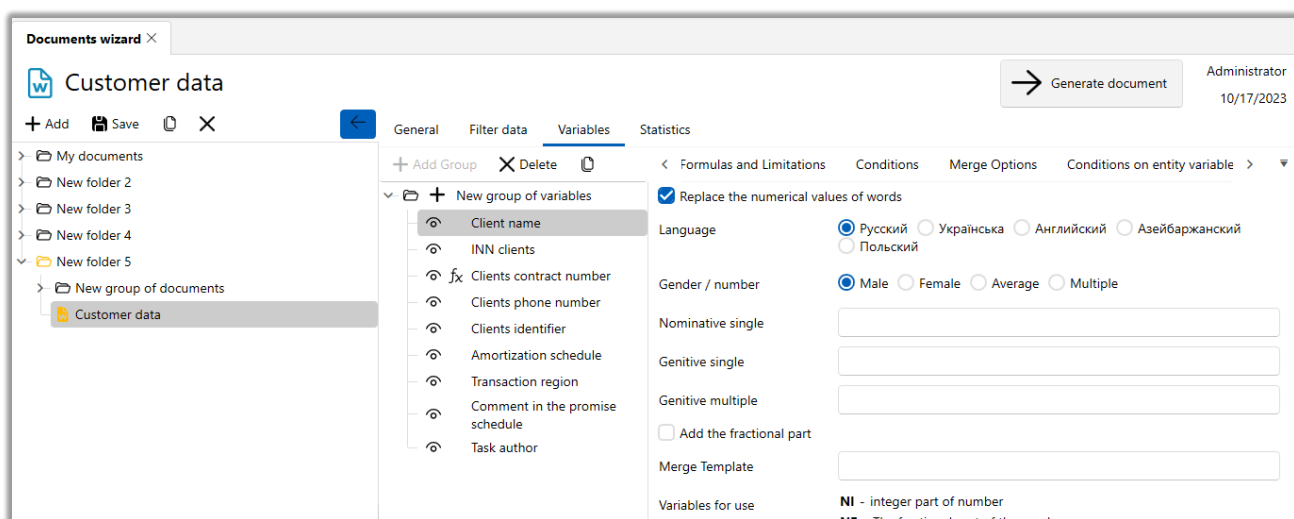 Documents wizard
Customer data
Generate document
Administrator
10/17/2023
Add Save
General Filter data Variables Statistics
My documents
New folder 2
New folder 3
New folder 4
New folder 5
New group of documents
Customer data
Add Group Delete
New group of variables
Client name
INN clients
fx Clients contract number
Clients phone number
Clients identifier
Amortization schedule
Transaction region
Comment in the promise
schedule
Task author
Formulas and Limitations Conditions Merge Options Conditions on entity variable
Replace the numerical values of words
Language Русский Українська Английский Азейбаржанский
Польский
Gender / number Male Female Average Multiple
Nominative single
Genitive single
Genitive multiple
Add the fractional part
Merge Template
Variables for use NI - integer part of number